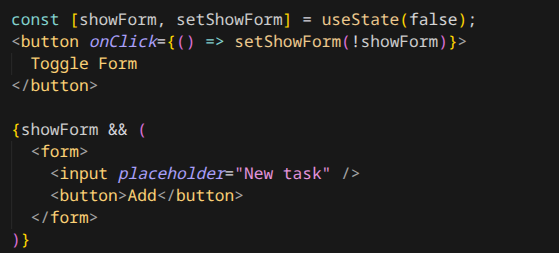 const [showForm, setShowForm] = useState(false);
<button onClick={() => setShowForm(!showForm)}>
  Toggle Form
</button>

{showForm && (
  <form>
    <input placeholder="New task" />
    <button>Add</button>
  </form>
)}